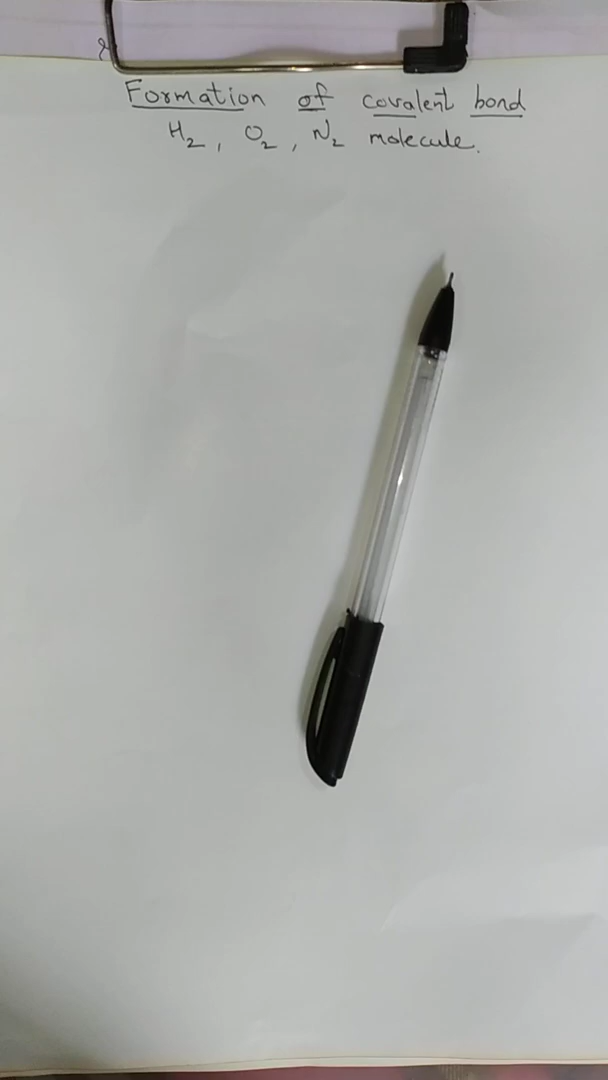 Formation of covalent bond
H₂, O₂, N₂ molecule.